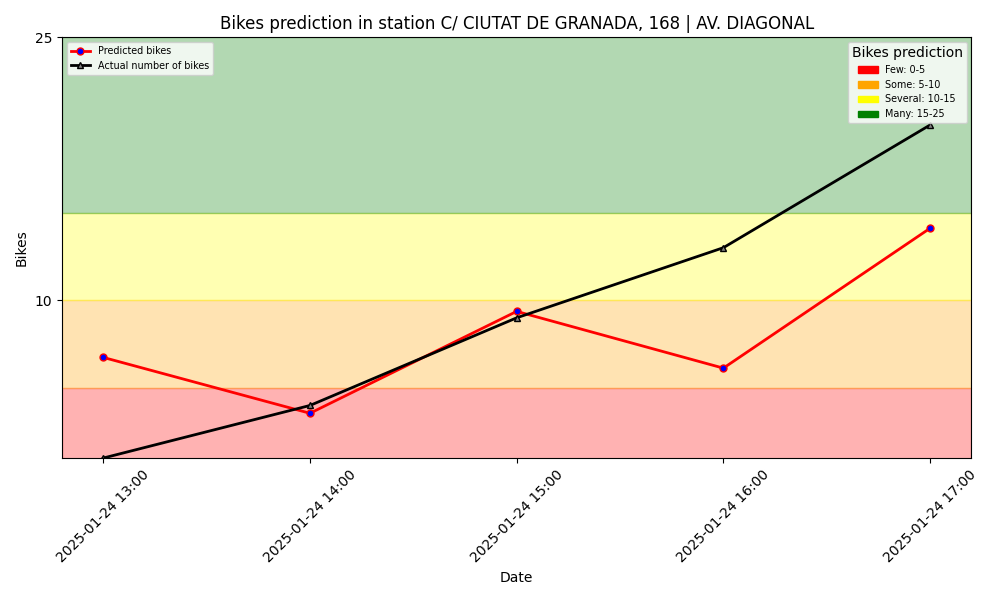 Bikes prediction in station C/ CIUTAT DE GRANADA, 168 | AV. DIAGONAL
Predicted bikes
Actual number of bikes
Bikes prediction
Few: 0-5
Some: 5-10
Several: 10-15
Many: 15-25
25
10
Bikes
2025-01-24 13:00
2025-01-24 14:00
2025-01-24 15:00
2025-01-24 16:00
2025-01-24 17:00
Date